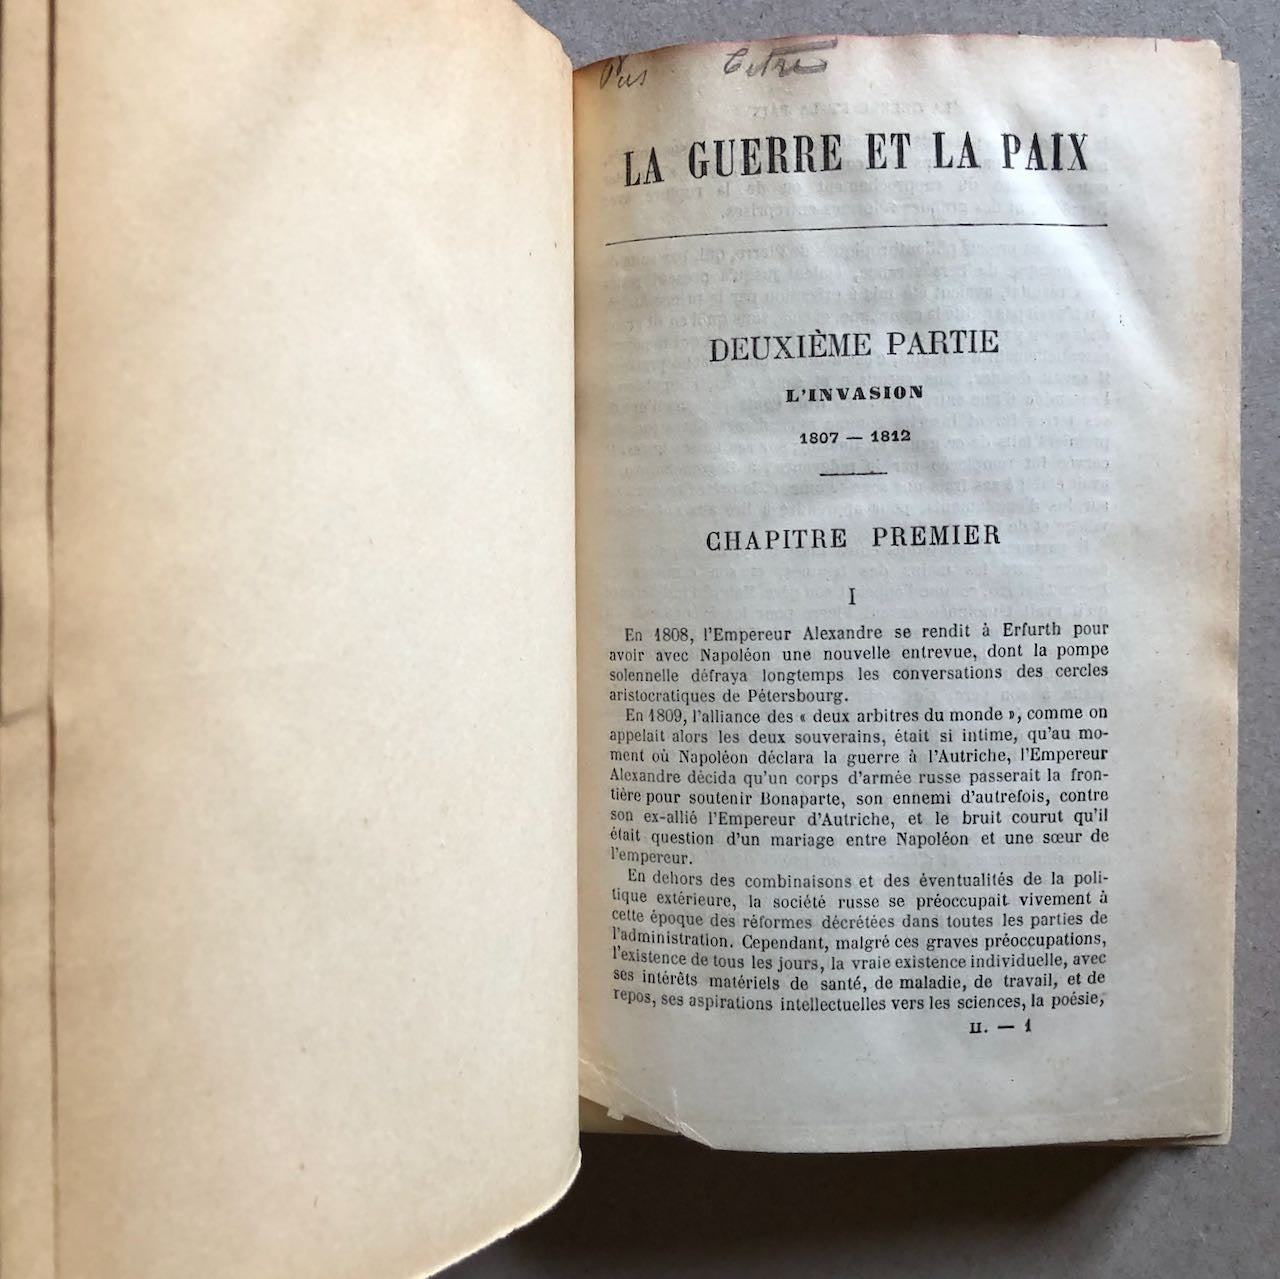 Pas titre
LA GUERRE ET LA PAIX
DEUXIÈME PARTIE
L'INVASION
1807 — 1812
CHAPITRE PREMIER
I
En 1808, l'Empereur Alexandre se rendit à Erfurth pour
avoir avec Napoléon une nouvelle entrevue, dont la pompe
solennelle défraya longtemps les conversations des cercles
aristocratiques de Pétersbourg.
En 1809, l'alliance des « deux arbitres du monde », comme on
appelait alors les deux souverains, était si intime, qu'au mo-
ment où Napoléon déclara la guerre à l'Autriche, l'Empereur
Alexandre décida qu'un corps d'armée russe passerait la fron-
tière pour soutenir Bonaparte, son ennemi d'autrefois, contre
son ex-allié l'Empereur d'Autriche, et le bruit courut qu'il
était question d'un mariage entre Napoléon et une sœur de
l'empereur.
En dehors des combinaisons et des éventualités de la poli-
tique extérieure, la société russe se préoccupait vivement à
cette époque des réformes décrétées dans toutes les parties de
l'administration. Cependant, malgré ces graves préoccupations,
l'existence de tous les jours, la vraie existence individuelle, avec
ses intérêts matériels de santé, de maladie, de travail, et de
repos, ses aspirations intellectuelles vers les sciences, la poésie,
II. — 1